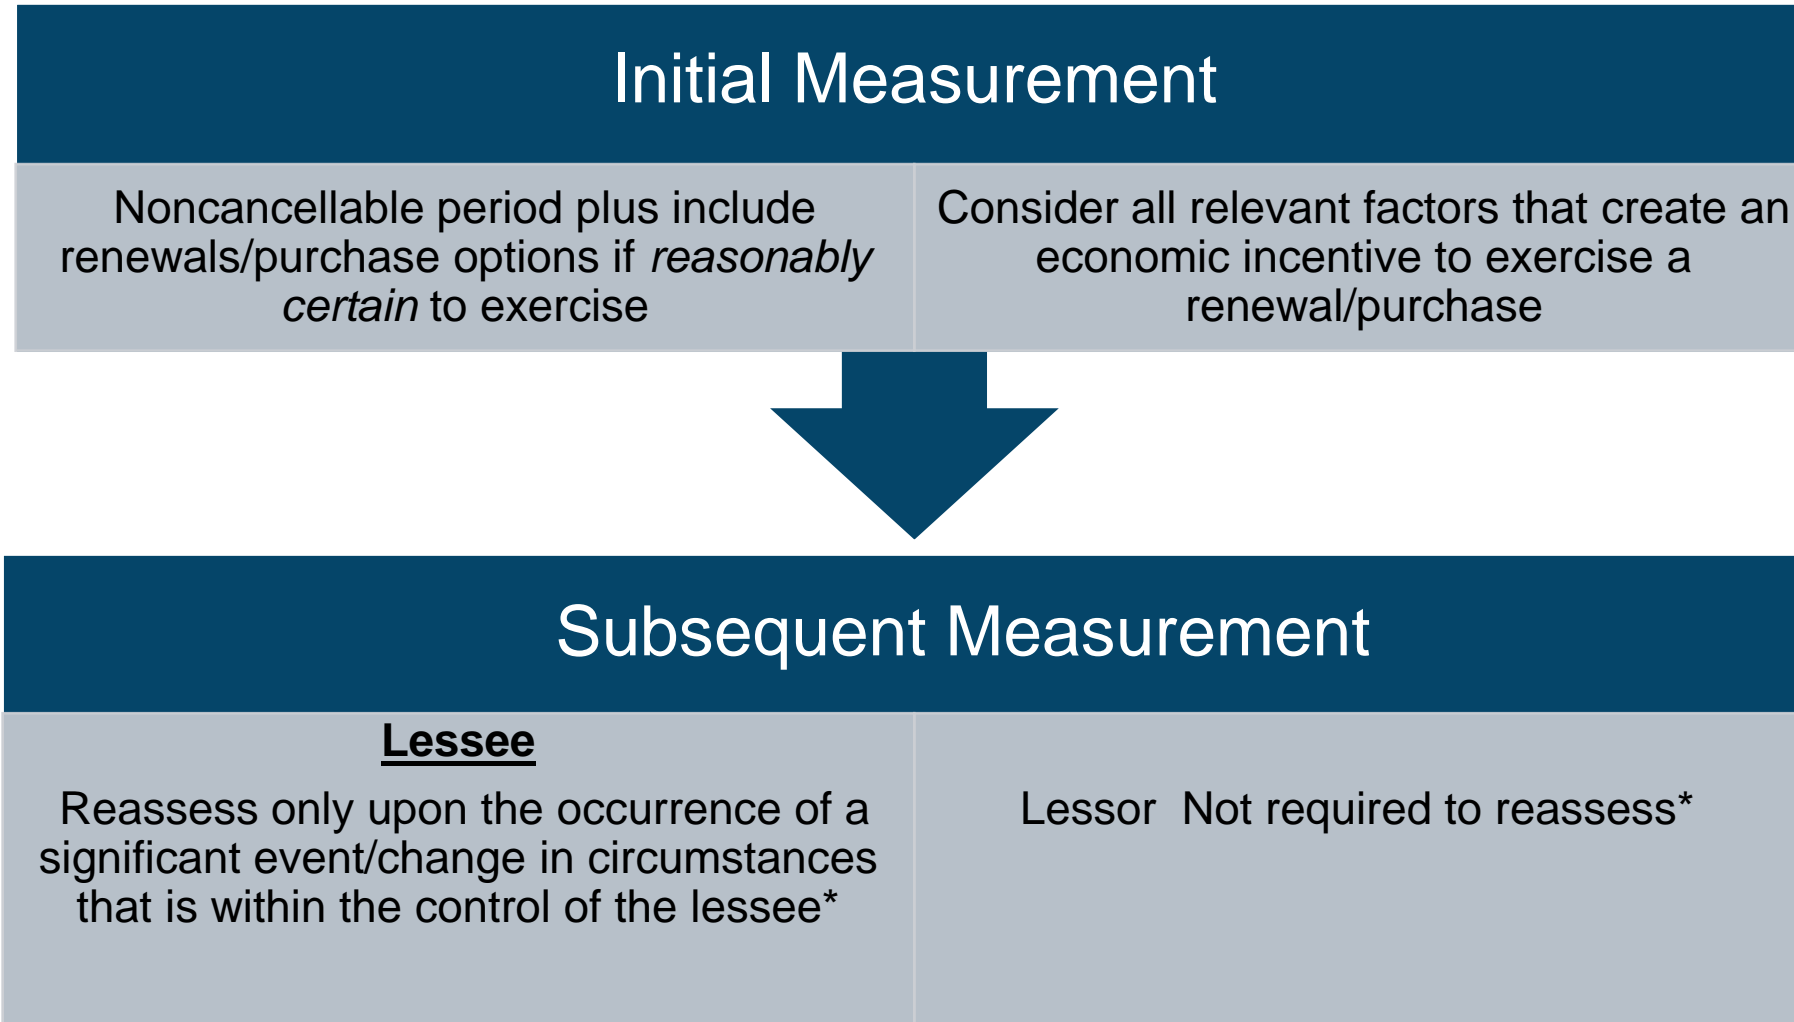 Initial Measurement
Noncancellable period plus include
renewals/purchase options if reasonably
certain to exercise
Consider all relevant factors that create an
economic incentive to exercise a
renewal/purchase
Subsequent Measurement
Lessee
Reassess only upon the occurrence of a
significant event/change in circumstances
that is within the control of the lessee*
Lessor  Not required to reassess*